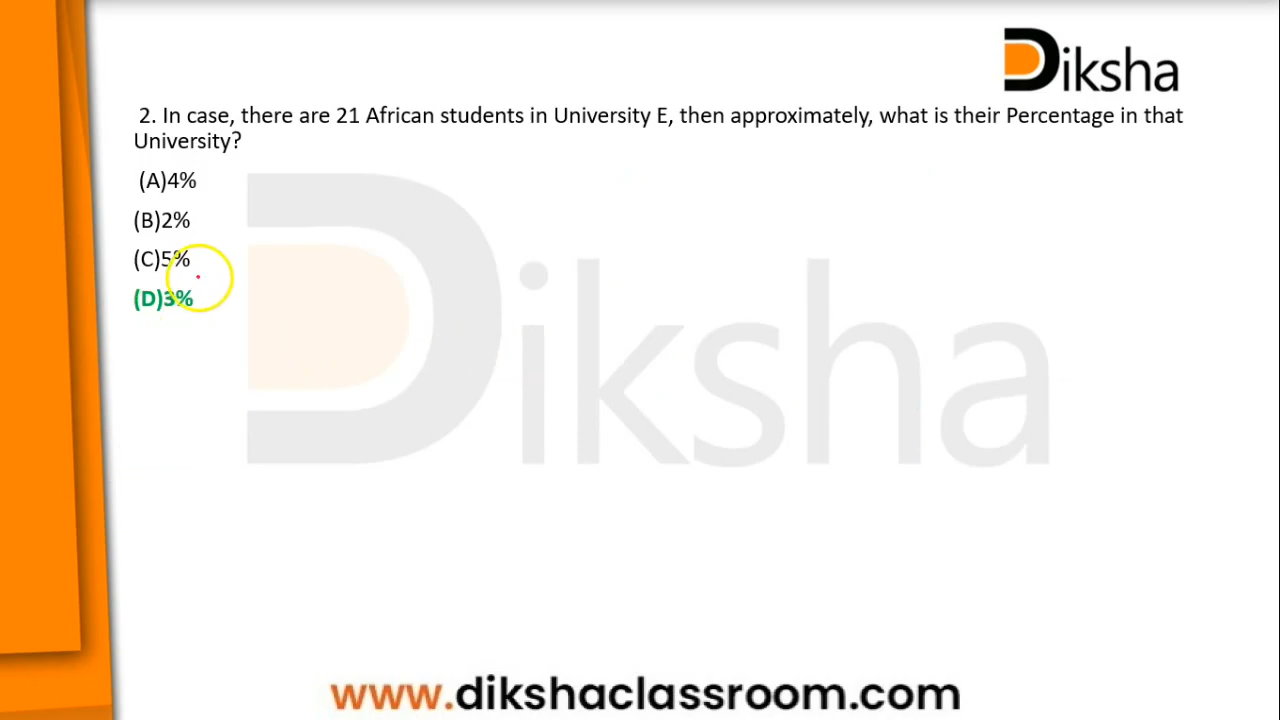 Diksha
2. In case, there are 21 African students in University E, then approximately, what is their Percentage in that
University?
(A)4%
(B)2%
(C)5%
(D)3%
Diksha
www.dikshaclassroom.com